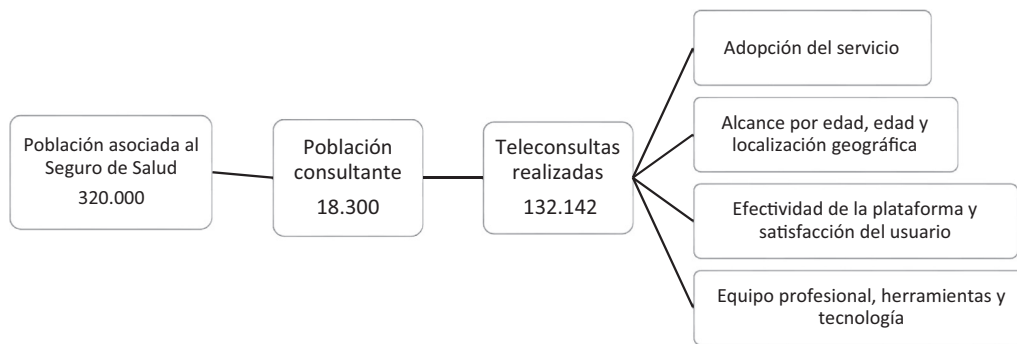 Población asociada al
Seguro de Salud
320.000
Población
consultante
18.300
Teleconsultas
realizadas
132.142
Adopción del servicio
Alcance por edad, edad y
localización geográfica
Efectividad de la plataforma y
satisfacción del usuario
Equipo profesional, herramientas y
tecnología